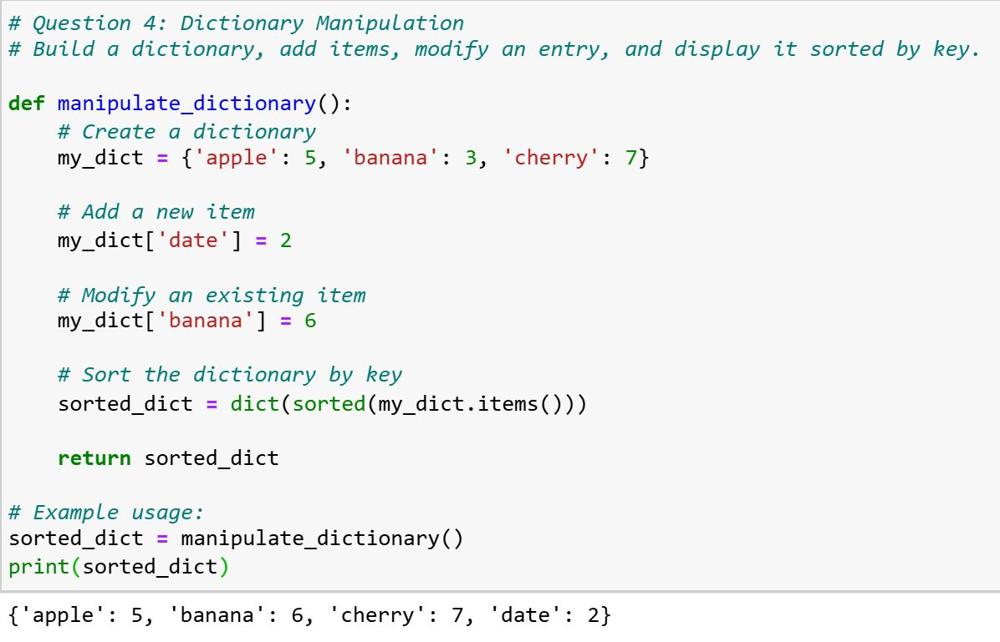 # Question 4: Dictionary Manipulation
# Build a dictionary, add items, modify an entry, and display it sorted by key.

def manipulate_dictionary():
    # Create a dictionary
    my_dict = {'apple': 5, 'banana': 3, 'cherry': 7}

    # Add a new item
    my_dict['date'] = 2

    # Modify an existing item
    my_dict['banana'] = 6

    # Sort the dictionary by key
    sorted_dict = dict(sorted(my_dict.items()))

    return sorted_dict

# Example usage:
sorted_dict = manipulate_dictionary()
print(sorted_dict)
{'apple': 5, 'banana': 6, 'cherry': 7, 'date': 2}